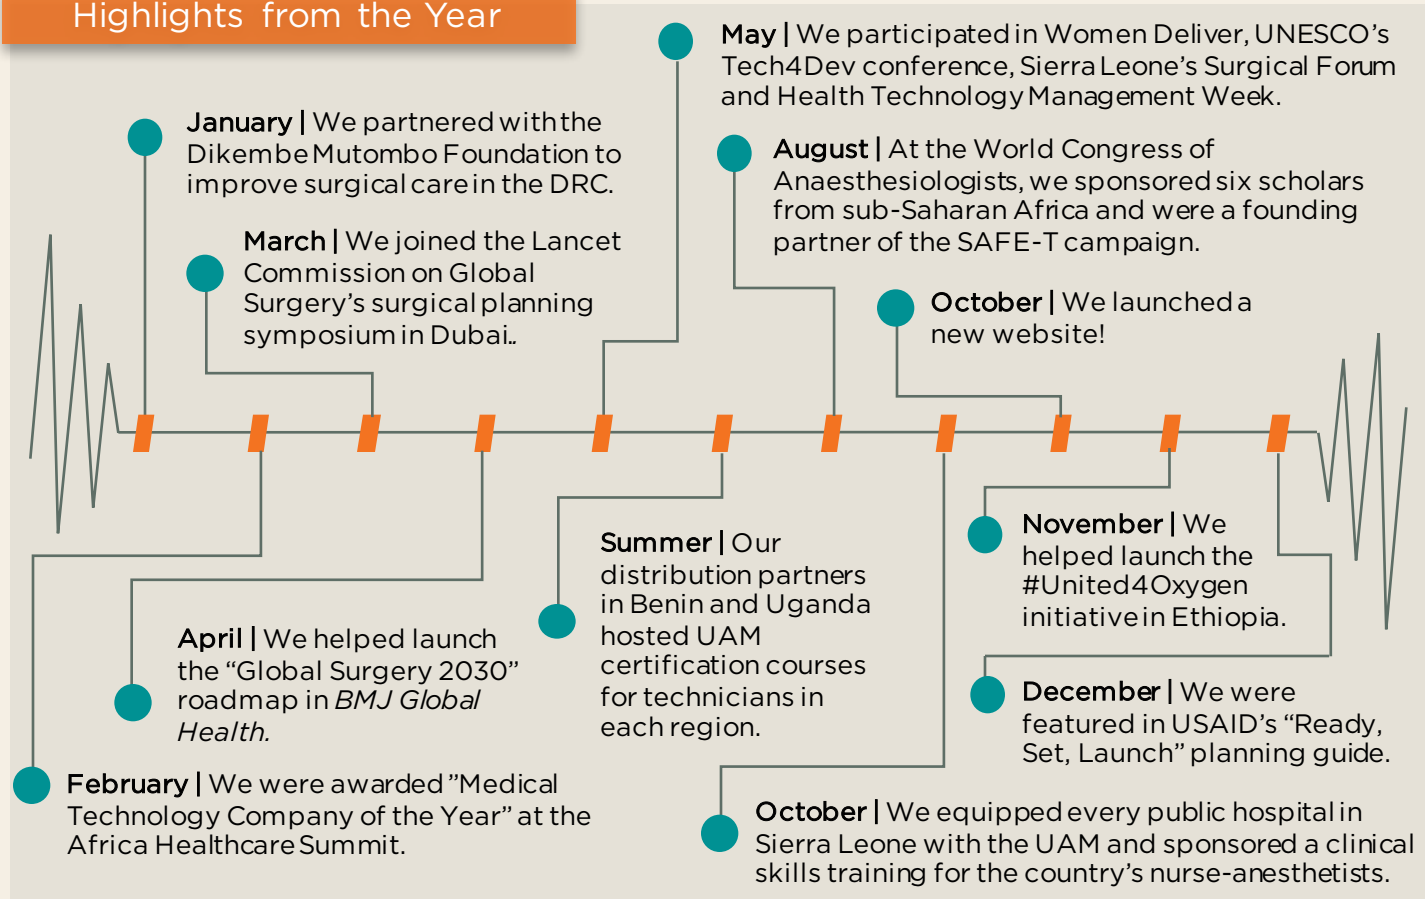 Highlights from the Year
May | We participated in Women Deliver, UNESCO’s
Tech4Dev conference, Sierra Leone’s Surgical Forum
and Health Technology Management Week.
January | We partnered with the
Dikembe Mutombo Foundation to
improve surgical care in the DRC.
August | At the World Congress of
Anaesthesiologists, we sponsored six scholars
from sub-Saharan Africa and were a founding
partner of the SAFE-T campaign.
March | We joined the Lancet
Commission on Global
Surgery’s surgical planning
symposium in Dubai..
October | We launched a
new website!
November | We
helped launch the
#United4Oxygen
initiative in Ethiopia.
Summer | Our
distribution partners
in Benin and Uganda
hosted UAM
certification courses
for technicians in
each region.
April | We helped launch
the “Global Surgery 2030”
roadmap in BMJ Global
Health.
December | We were
featured in USAID’s “Ready,
Set, Launch” planning guide.
February | We were awarded ”Medical
Technology Company of the Year” at the
Africa Healthcare Summit.
October | We equipped every public hospital in
Sierra Leone with the UAM and sponsored a clinical
skills training for the country’s nurse-anesthetists.